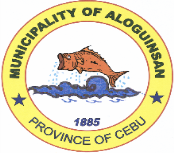 MUNICIPALITY OF ALOGUINSAN
1885
PROVINCE OF CEBU